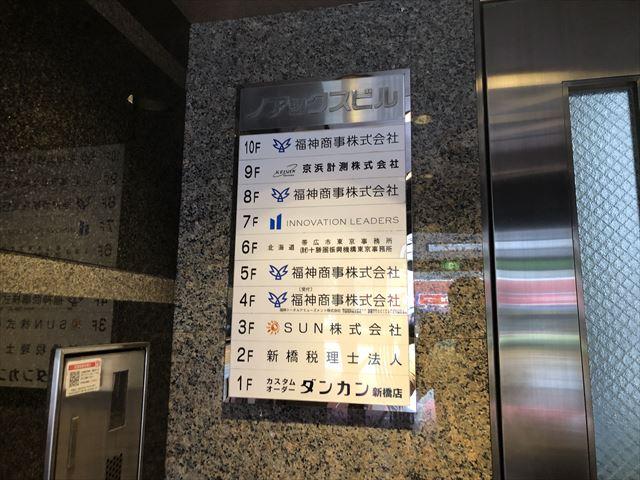 ノアックスビル
10F 福神商事株式会社
9F KEIHIN 京浜計測株式会社
8F 福神商事株式会社
7F INNOVATION LEADERS
6F 北海道 帯広市東京事務所
(財)十勝圏振興機構東京事務所
5F 福神商事株式会社
(受付)
4F 福神商事株式会社
3F SUN株式会社
2F 新橋税理士法人
1F カスタムオーダー ダンカン 新橋店